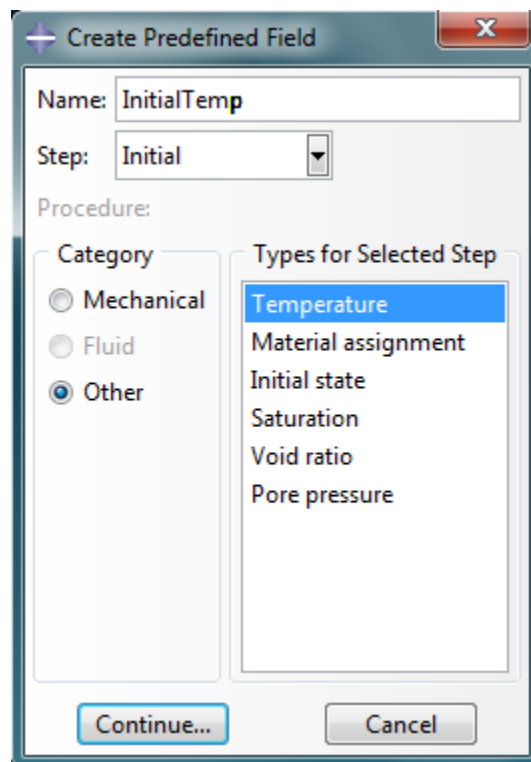 Create Predefined Field
Name: InitialTemp
Step: Initial
Procedure:
Category
Mechanical
Fluid
Other
Types for Selected Step
Temperature
Material assignment
Initial state
Saturation
Void ratio
Pore pressure
Continue...
Cancel